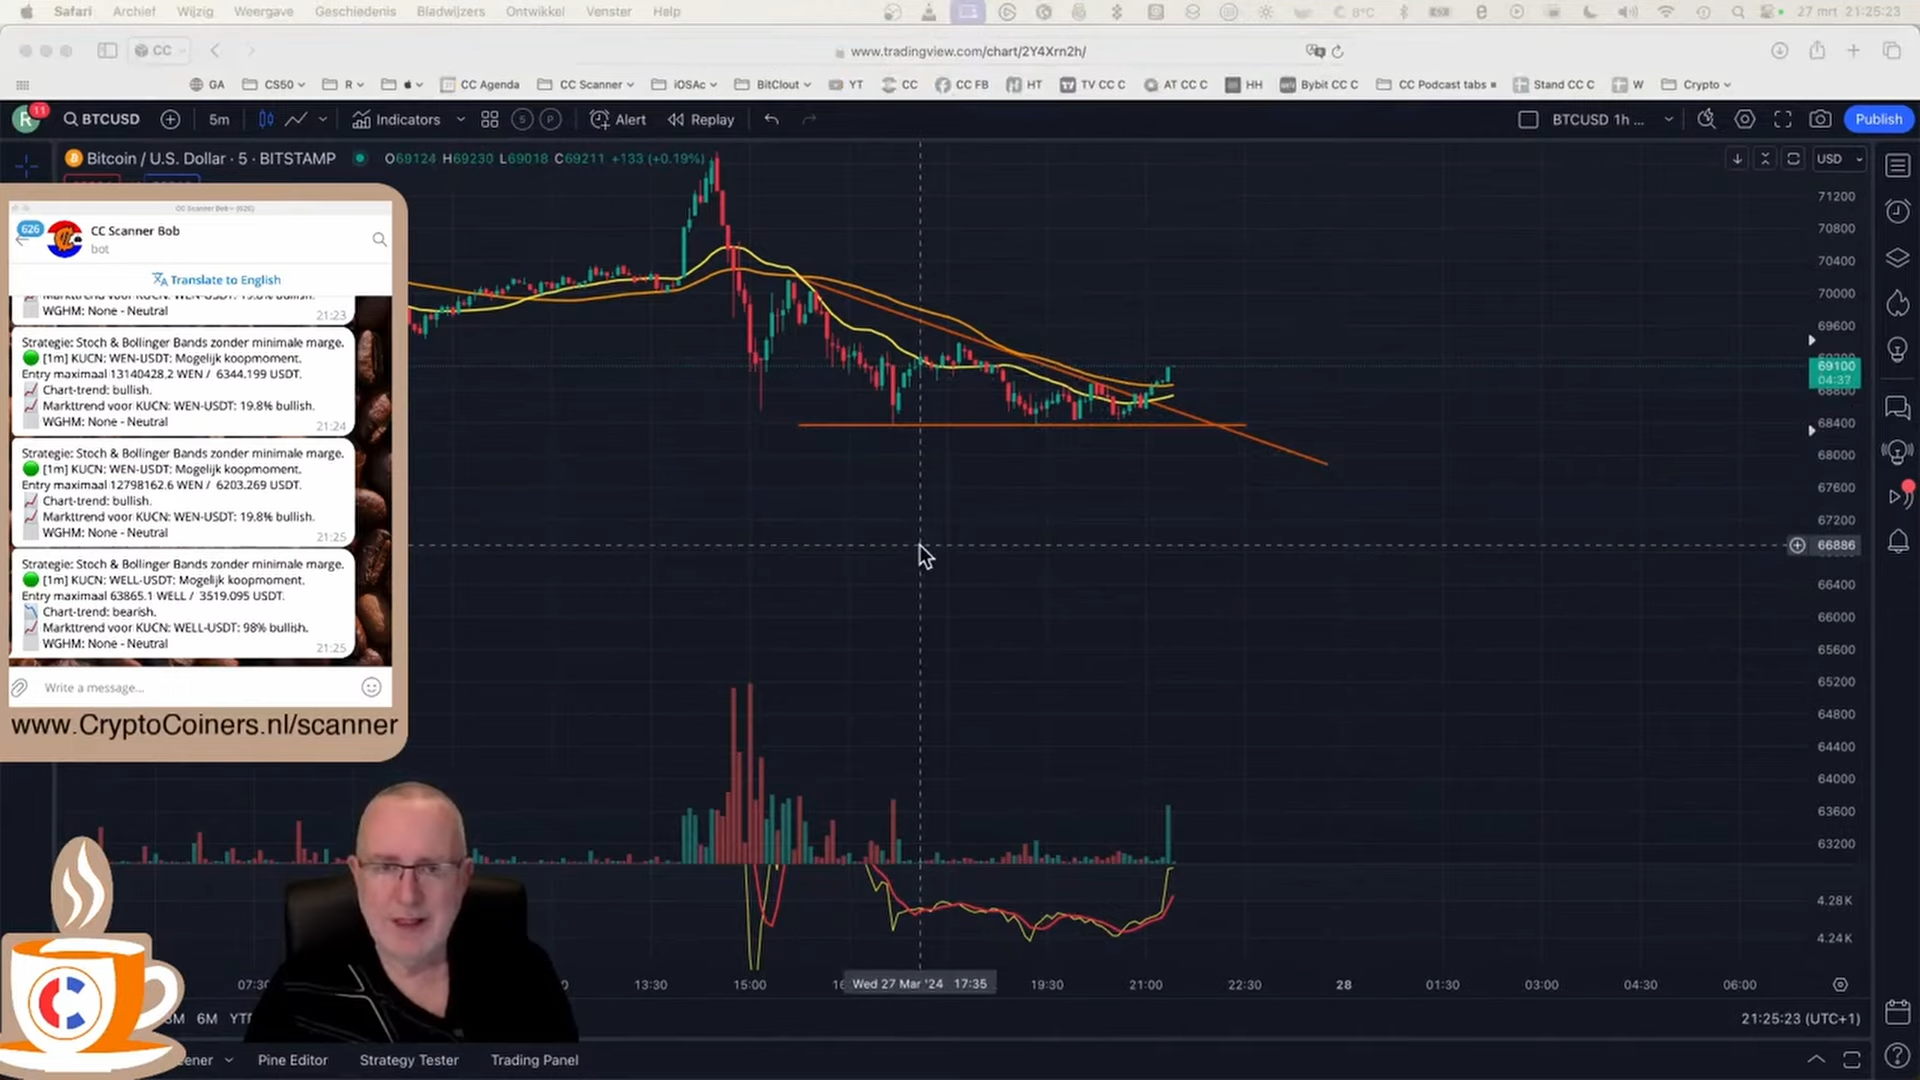 Safari Archief Wijzig Weergave Geschiedenis Bladwijzers Ontwikkel Venster Help 8°C 27 mrt 21:25:23
CC www.tradingview.com/chart/2Y4Xrn2h/
GA CS50 R CC Agenda CC Scanner iOSAc BitClout YT CC CC FB HT TV CC C AT CC C HH Bybit CC C CC Podcast tabs Stand CC C W Crypto
R 11 BTCUSD 5m Indicators S P Alert Replay BTCUSD 1h ... Publish
Bitcoin / U.S. Dollar · 5 · BITSTAMP O69124 H69230 L69018 C69211 +133 (+0.19%) USD
CC Scanner Bob – (626)
626 CC Scanner Bob
bot
Translate to English
WGHM: None - Neutral 21:23
Strategie: Stoch & Bollinger Bands zonder minimale marge.
[1m] KUCN: WEN-USDT: Mogelijk koopmoment.
Entry maximaal 13140428.2 WEN / 6344.199 USDT.
Chart-trend: bullish.
Markttrend voor KUCN: WEN-USDT: 19.8% bullish.
WGHM: None - Neutral
21:24
Strategie: Stoch & Bollinger Bands zonder minimale marge.
[1m] KUCN: WEN-USDT: Mogelijk koopmoment.
Entry maximaal 12798162.6 WEN / 6203.269 USDT.
Chart-trend: bullish.
Markttrend voor KUCN: WEN-USDT: 19.8% bullish.
WGHM: None - Neutral
21:25
Strategie: Stoch & Bollinger Bands zonder minimale marge.
[1m] KUCN: WELL-USDT: Mogelijk koopmoment.
Entry maximaal 63865.1 WELL / 3519.095 USDT.
Chart-trend: bearish.
Markttrend voor KUCN: WELL-USDT: 98% bullish.
WGHM: None - Neutral
21:25
Write a message...
www.CryptoCoiners.nl/scanner
71200
70800
70400
70000
69600
69100
04:37
68400
68000
67600
67200
66886
66400
66000
65600
65200
64800
64400
64000
63600
63200
4.28K
4.24K
07:30 13:30 15:00 Wed 27 Mar '24 17:35 19:30 21:00 22:30 28 01:30 03:00 04:30 06:00
6M 21:25:23 (UTC+1)
Pine Editor Strategy Tester Trading Panel